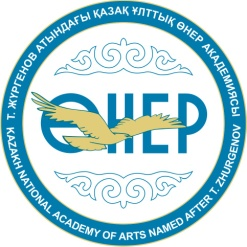 Т. ЖҮРГЕНОВ АТЫНДАҒЫ ҚАЗАҚ ҰЛТТЫҚ ӨНЕР АКАДЕМИЯСЫ
ӨНЕР
KAZAKH NATIONAL ACADEMY OF ARTS NAMED AFTER T. ZHURGENOV